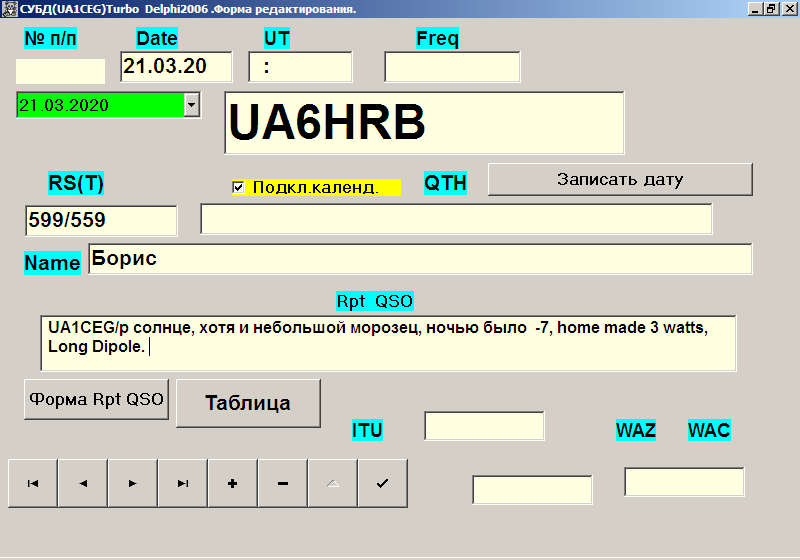 СУБД(UA1CEG)Turbo Delphi2006 .Форма редактирования.
№ п/п Date UT Freq
21.03.20 :
21.03.2020
UA6HRB
RS(T) Подкл.календ. QTH Записать дату
599/559
Name Борис
Rpt QSO
UA1CEG/p солнце, хотя и небольшой морозец, ночью было -7, home made 3 watts,
Long Dipole.
Форма Rpt QSO Таблица
ITU WAZ WAC